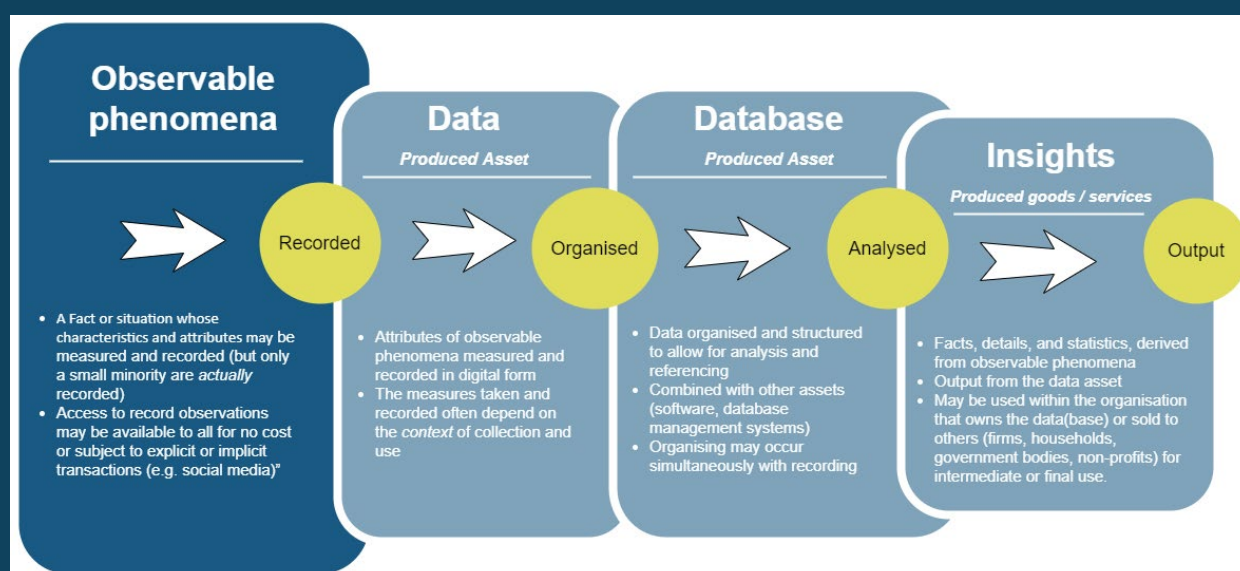 Observable
phenomena
Recorded
• A Fact or situation whose
characteristics and attributes may be
measured and recorded (but only
a small minority are actually
recorded)
• Access to record observations
may be available to all for no cost
or subject to explicit or implicit
transactions (e.g. social media)”
Data
Produced Asset
Organised
• Attributes of observable
phenomena measured and
recorded in digital form
• The measures taken and
recorded often depend on
the context of collection and
use
Database
Produced Asset
Analysed
• Data organised and structured
to allow for analysis and
referencing
• Combined with other assets
(software, database
management systems)
• Organising may occur
simultaneously with recording
Insights
Produced goods / services
Output
• Facts, details, and statistics, derived
from observable phenomena
• Output from the data asset
• May be used within the organisation
that owns the data(base) or sold to
others (firms, households,
government bodies, non-profits) for
intermediate or final use.